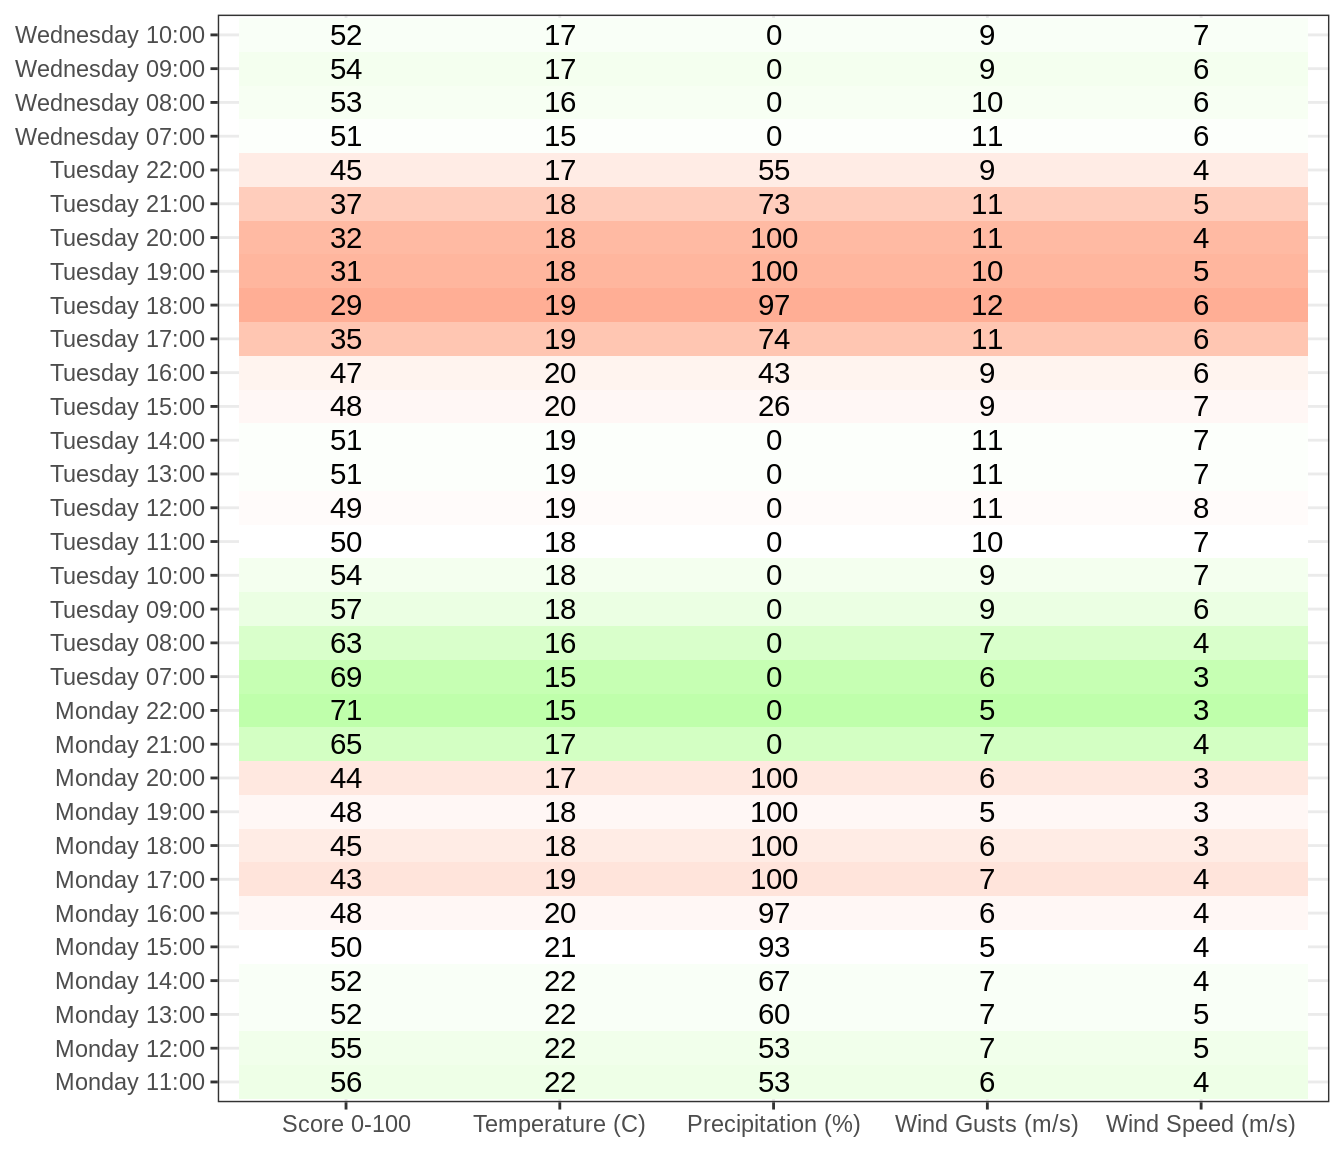 Wednesday 10:00 52 17 0 9 7
Wednesday 09:00 54 17 0 9 6
Wednesday 08:00 53 16 0 10 6
Wednesday 07:00 51 15 0 11 6
Tuesday 22:00 45 17 55 9 4
Tuesday 21:00 37 18 73 11 5
Tuesday 20:00 32 18 100 11 4
Tuesday 19:00 31 18 100 10 5
Tuesday 18:00 29 19 97 12 6
Tuesday 17:00 35 19 74 11 6
Tuesday 16:00 47 20 43 9 6
Tuesday 15:00 48 20 26 9 7
Tuesday 14:00 51 19 0 11 7
Tuesday 13:00 51 19 0 11 7
Tuesday 12:00 49 19 0 11 8
Tuesday 11:00 50 18 0 10 7
Tuesday 10:00 54 18 0 9 7
Tuesday 09:00 57 18 0 9 6
Tuesday 08:00 63 16 0 7 4
Tuesday 07:00 69 15 0 6 3
Monday 22:00 71 15 0 5 3
Monday 21:00 65 17 0 7 4
Monday 20:00 44 17 100 6 3
Monday 19:00 48 18 100 5 3
Monday 18:00 45 18 100 6 3
Monday 17:00 43 19 100 7 4
Monday 16:00 48 20 97 6 4
Monday 15:00 50 21 93 5 4
Monday 14:00 52 22 67 7 4
Monday 13:00 52 22 60 7 5
Monday 12:00 55 22 53 7 5
Monday 11:00 56 22 53 6 4
Score 0-100 Temperature (C) Precipitation (%) Wind Gusts (m/s) Wind Speed (m/s)